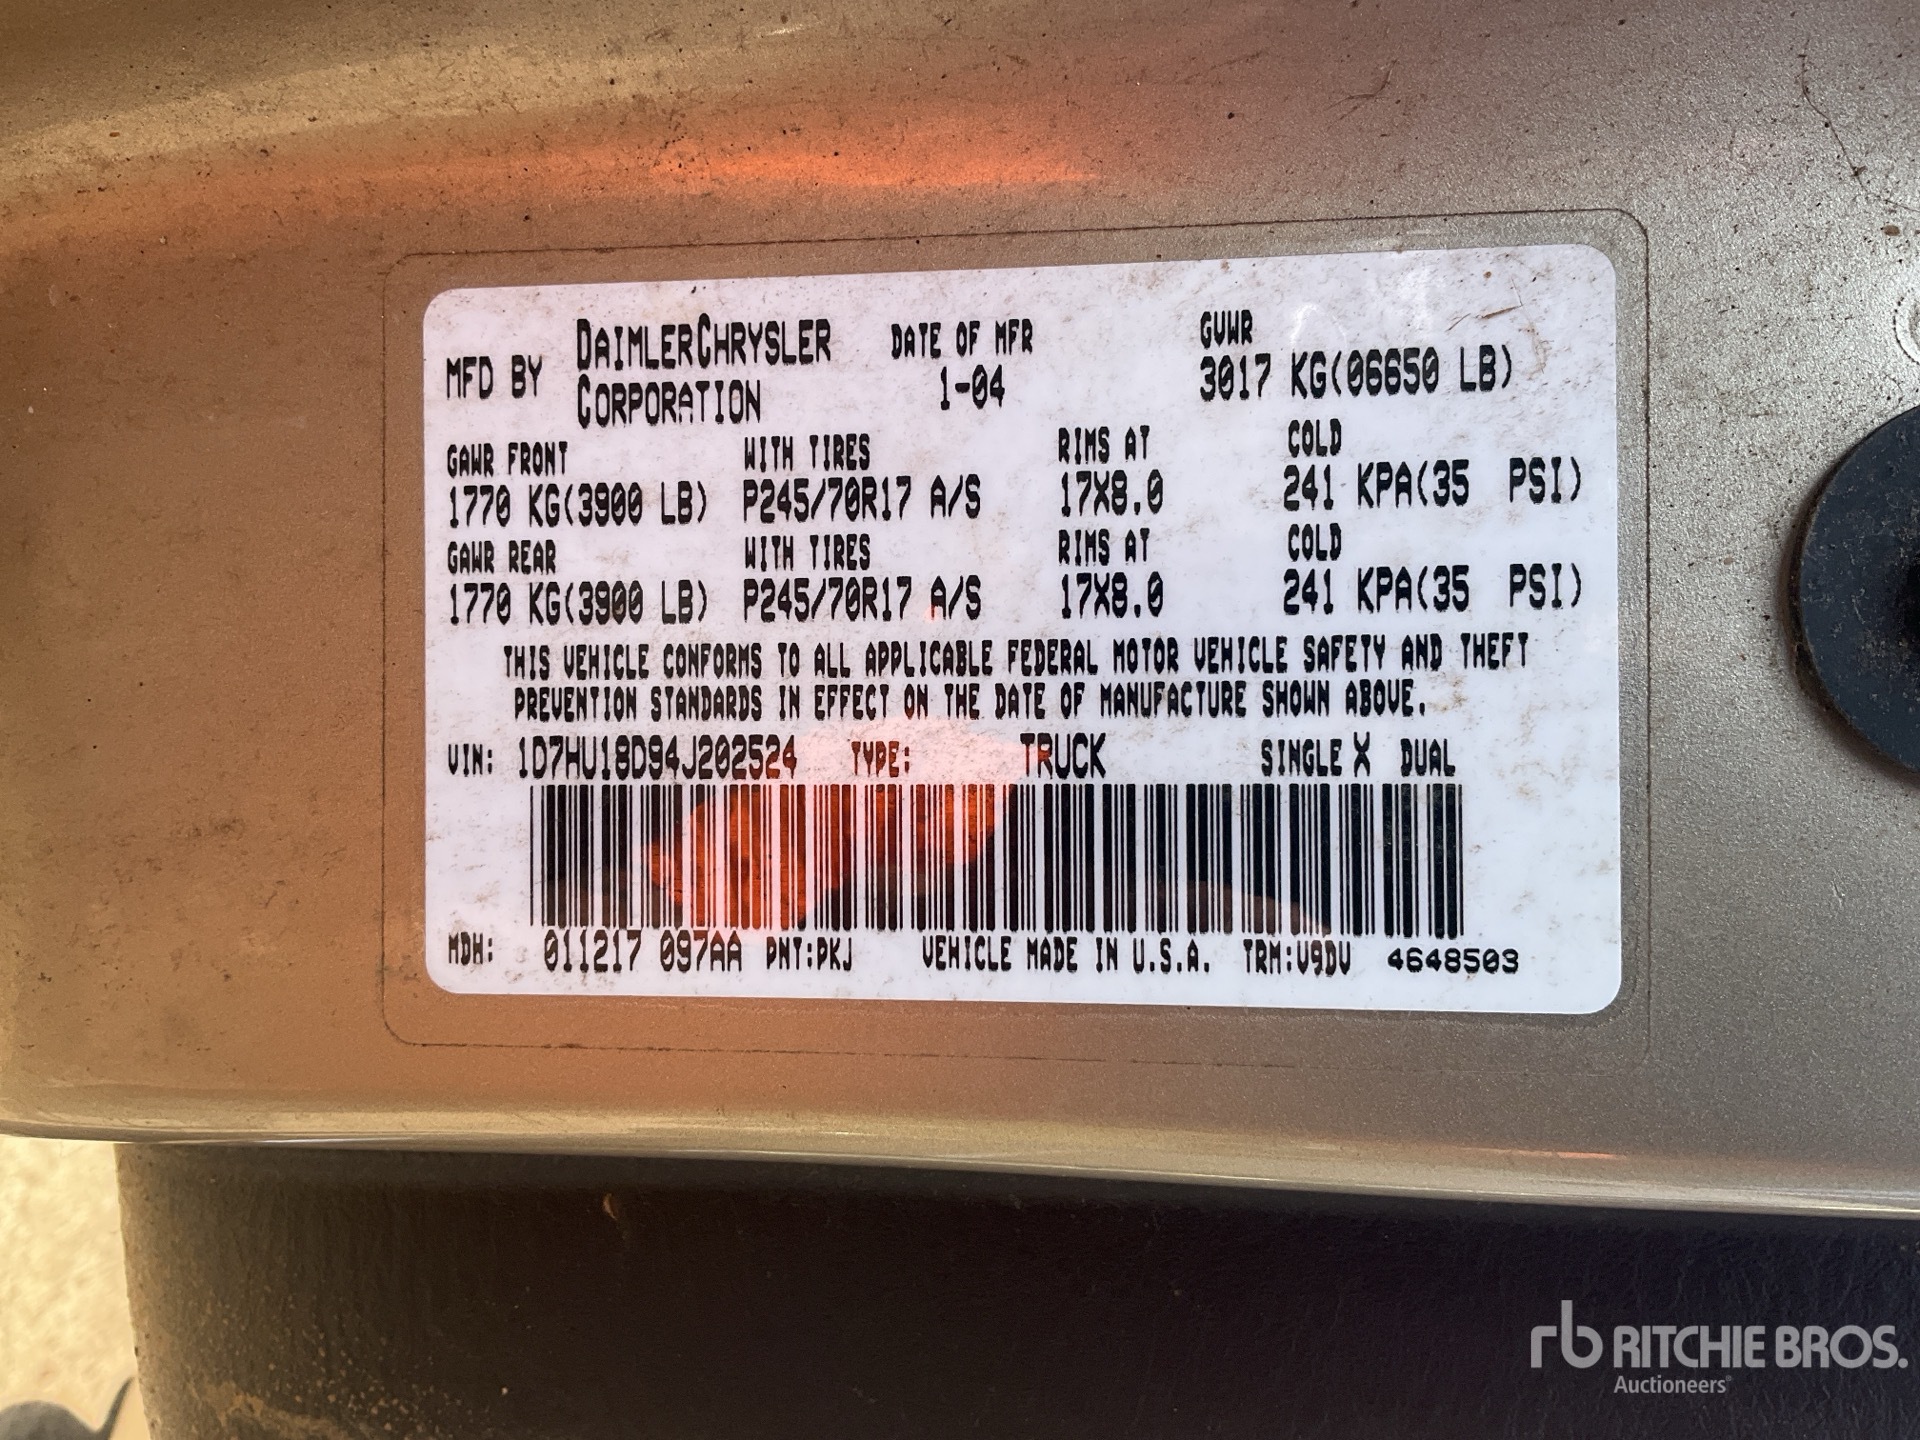 MFD BY DAIMLERCHRYSLER CORPORATION DATE OF MFR 1-04 GVWR 3017 KG(06650 LB)
GAWR FRONT WITH TIRES RIMS AT COLD
1770 KG(3900 LB) P245/70R17 A/S 17X8.0 241 KPA(35 PSI)
GAWR REAR WITH TIRES RIMS AT COLD
1770 KG(3900 LB) P245/70R17 A/S 17X8.0 241 KPA(35 PSI)
THIS VEHICLE CONFORMS TO ALL APPLICABLE FEDERAL MOTOR VEHICLE SAFETY AND THEFT
PREVENTION STANDARDS IN EFFECT ON THE DATE OF MANUFACTURE SHOWN ABOVE.
VIN: 1D7HU18D94J202524 TYPE: TRUCK SINGLE X DUAL
MDH: 011217 097AA PNT:PKJ VEHICLE MADE IN U.S.A. TRM:V9DV 4648503
rb RITCHIE BROS.
Auctioneers